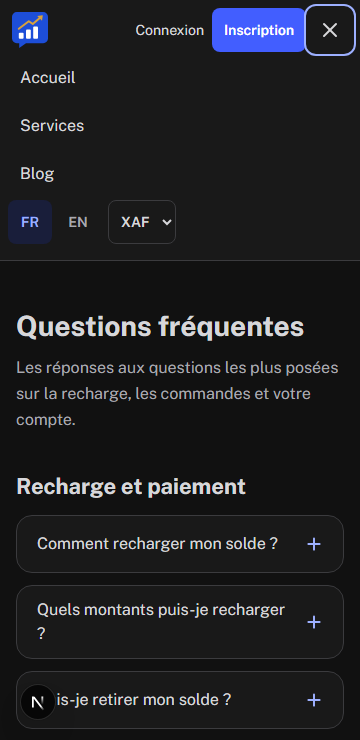 Connexion
Inscription
Accueil
Services
Blog
FR EN XAF
Questions fréquentes
Les réponses aux questions les plus posées
sur la recharge, les commandes et votre
compte.
Recharge et paiement
Comment recharger mon solde ?
Quels montants puis-je recharger
?
is-je retirer mon solde ?